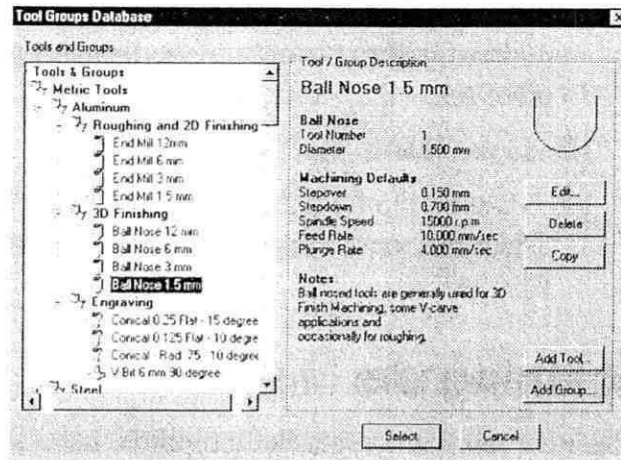 Tool Groups Database
Tools and Groups
Tools & Groups
Metric Tools
Aluminum
Roughing and 2D Finishing
End Mill 12mm
End Mill 6 mm
End Mill 3 mm
End Mill 1.5 mm
3D Finishing
Ball Nose 12 mm
Ball Nose 6 mm
Ball Nose 3 mm
Ball Nose 1.5 mm
Engraving
Conical 0.25 Flat - 15 degree
Conical 0.125 Flat - 10 degre
Conical - Rad .75 - 10 degree
V Bit 6 mm 90 degree
Steel
Tool / Group Description
Ball Nose 1.5 mm
Ball Nose
Tool Number 1
Diameter 1.500 mm
Machining Defaults
Stepover 0.150 mm
Stepdown 0.700 mm
Spindle Speed 15000 r.p.m
Feed Rate 10.000 mm/sec
Plunge Rate 4.000 mm/sec
Notes
Ball nosed tools are generally used for 3D
Finish Machining, some V-carve
applications and
occasionally for roughing.
Edit...
Delete
Copy
Add Tool...
Add Group...
Select
Cancel